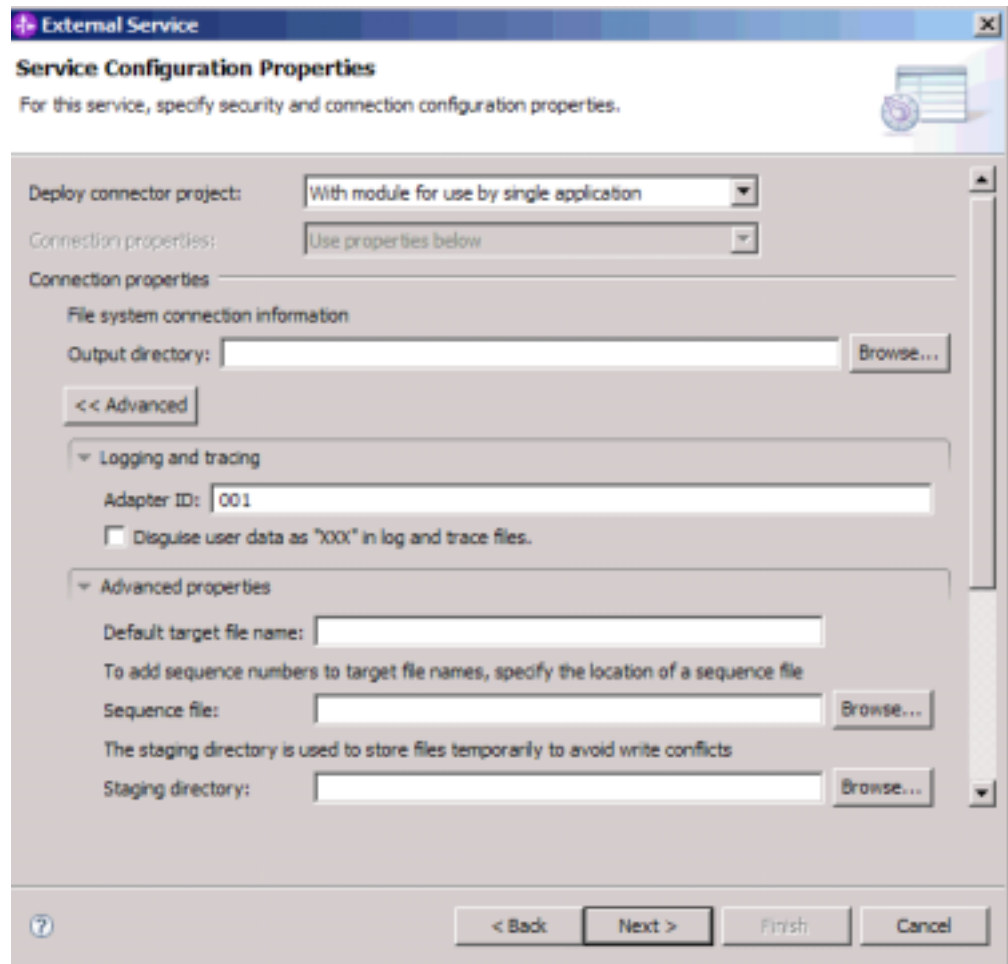 External Service
Service Configuration Properties
For this service, specify security and connection configuration properties.
Deploy connector project: With module for use by single application
Connection properties: Use properties below
Connection properties
File system connection information
Output directory: Browse...
<< Advanced
Logging and tracing
Adapter ID: 001
Disguise user data as "XXX" in log and trace files.
Advanced properties
Default target file name:
To add sequence numbers to target file names, specify the location of a sequence file
Sequence file: Browse...
The staging directory is used to store files temporarily to avoid write conflicts
Staging directory: Browse...
? < Back Next > Finish Cancel